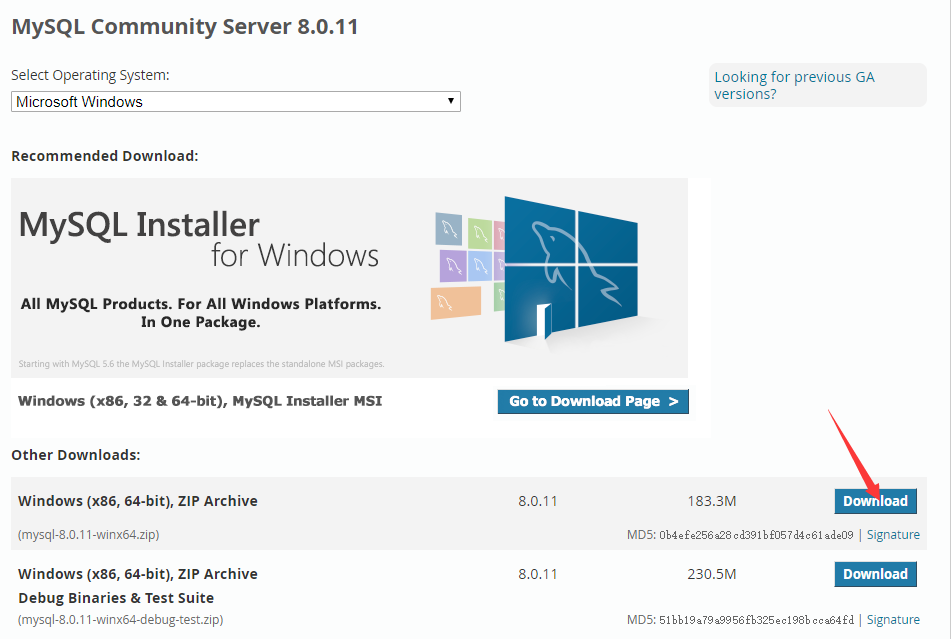 MySQL Community Server 8.0.11
Select Operating System:
Looking for previous GA
versions?
Microsoft Windows
Recommended Download:
MySQL Installer
for Windows
All MySQL Products. For All Windows Platforms.
In One Package.
Starting with MySQL 5.6 the MySQL Installer package replaces the standalone MSI packages.
Windows (x86, 32 & 64-bit), MySQL Installer MSI
Go to Download Page >
Other Downloads:
Windows (x86, 64-bit), ZIP Archive 8.0.11 183.3M Download
(mysql-8.0.11-winx64.zip) MD5: 0b4efe256a28cd391bf057d4c61ade09 | Signature
Windows (x86, 64-bit), ZIP Archive 8.0.11 230.5M Download
Debug Binaries & Test Suite
(mysql-8.0.11-winx64-debug-test.zip) MD5: 51bb19a79a9956fb325ec198bcca64fd | Signature